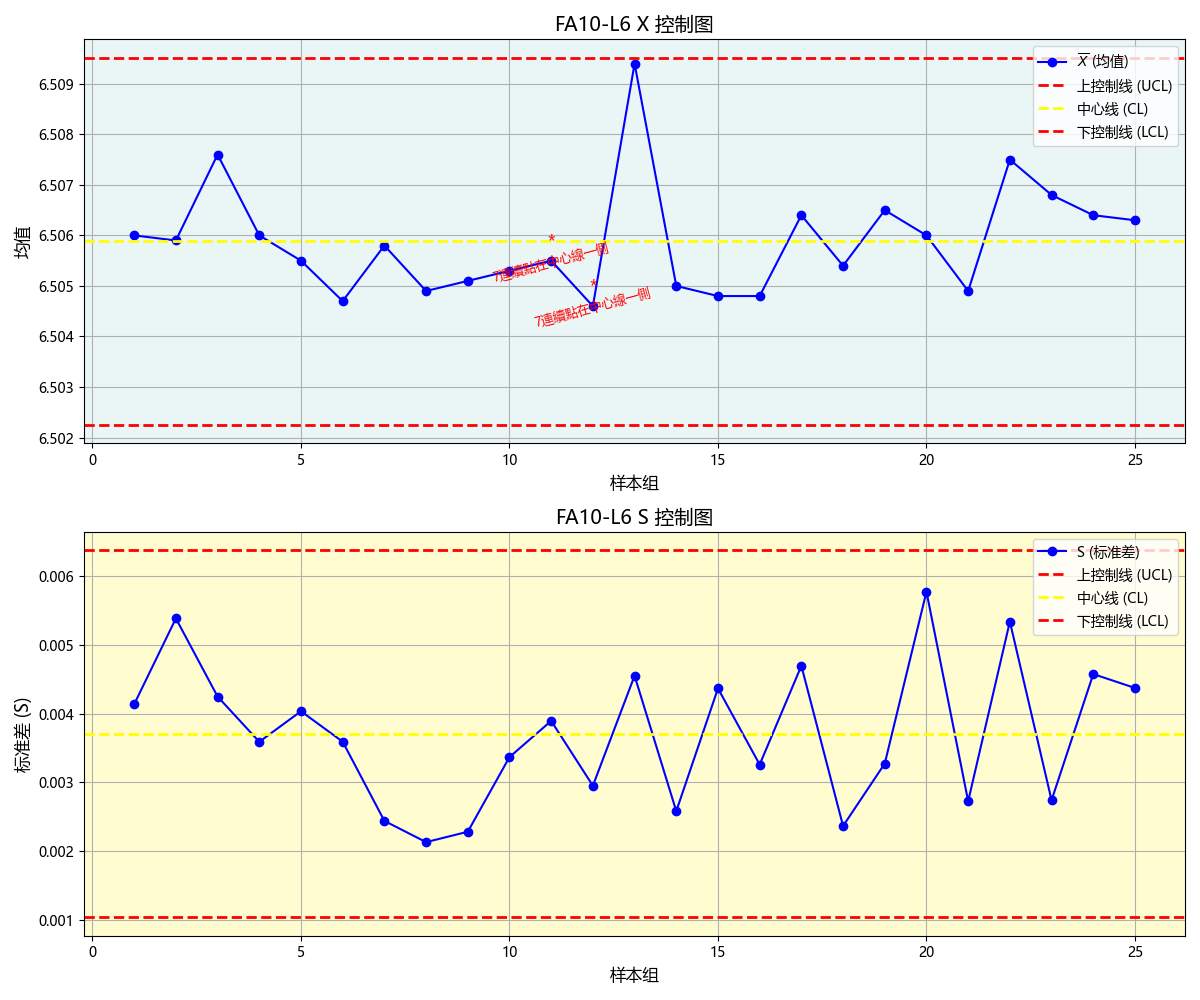 FA10-L6 X 控制图
6.509
6.508
6.507
6.506
6.505
6.504
6.503
6.502
均值
X (均值)
上控制线 (UCL)
中心线 (CL)
下控制线 (LCL)
*
7連續點在中心線一側
*
7連續點在中心線一側
0 5 10 15 20 25
样本组
FA10-L6 S 控制图
0.006
0.005
0.004
0.003
0.002
0.001
标准差 (S)
S (标准差)
上控制线 (UCL)
中心线 (CL)
下控制线 (LCL)
0 5 10 15 20 25
样本组